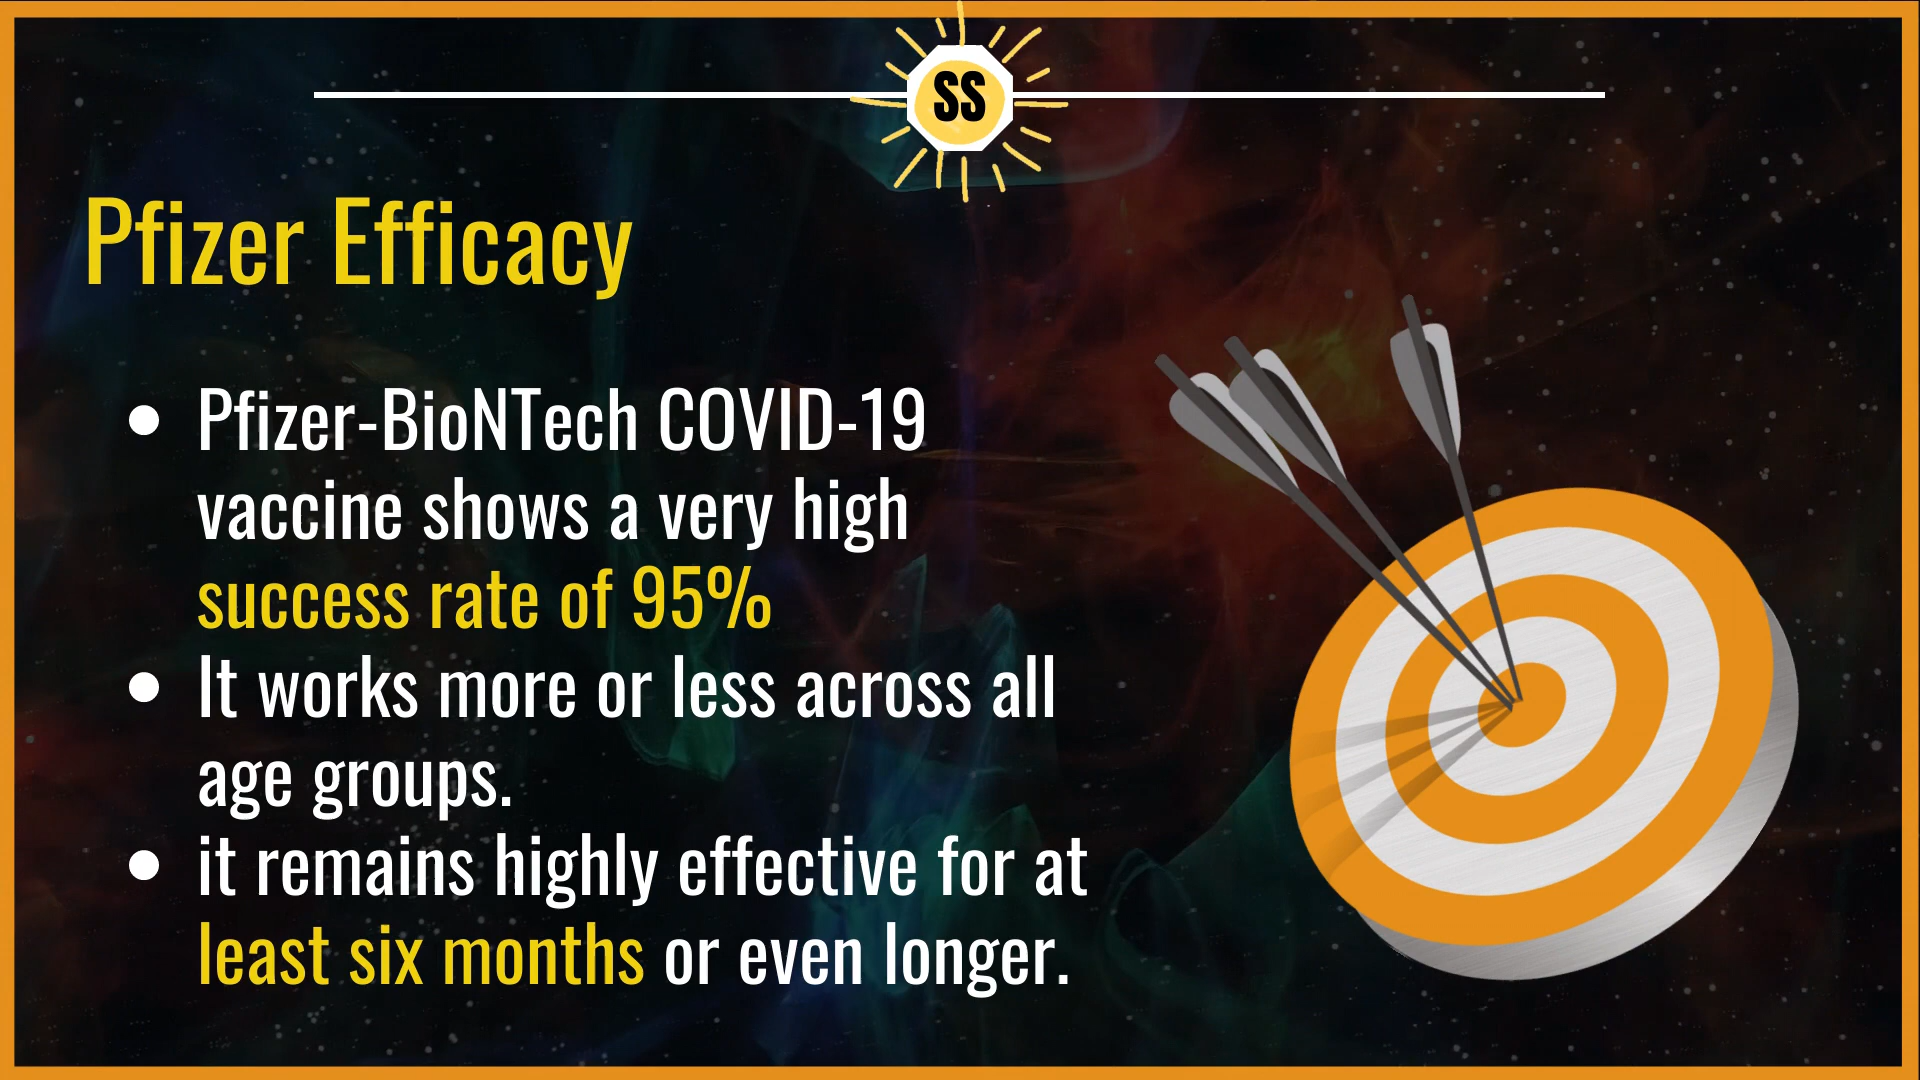 SS
Pfizer Efficacy
• Pfizer-BioNTech COVID-19
vaccine shows a very high
success rate of 95%
• It works more or less across all
age groups.
• it remains highly effective for at
least six months or even longer.